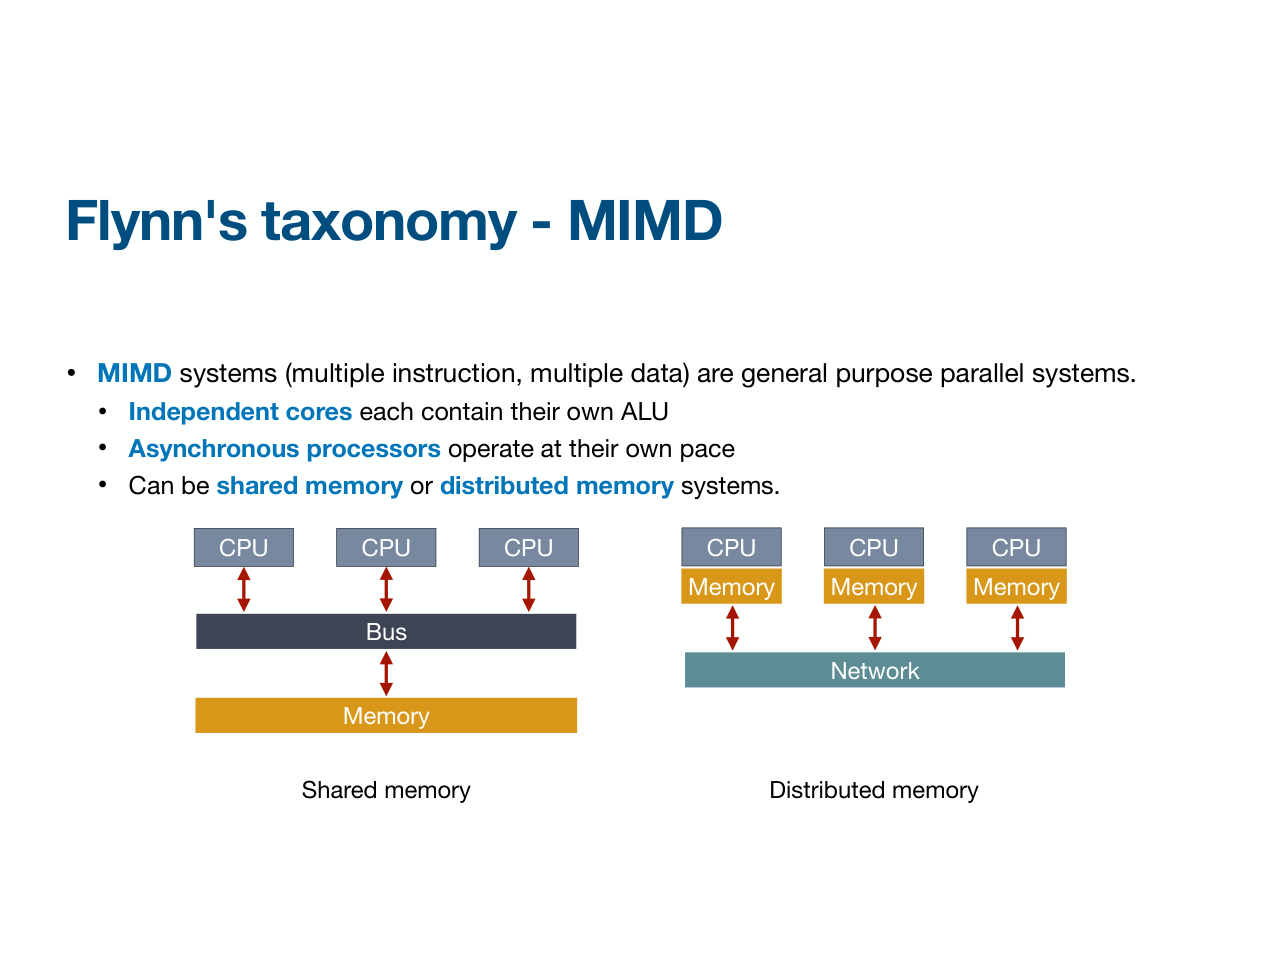 Flynn's taxonomy - MIMD
• MIMD systems (multiple instruction, multiple data) are general purpose parallel systems.
• Independent cores each contain their own ALU
• Asynchronous processors operate at their own pace
• Can be shared memory or distributed memory systems.
CPU CPU CPU
Bus
Memory
Shared memory
CPU CPU CPU
Memory Memory Memory
Network
Distributed memory